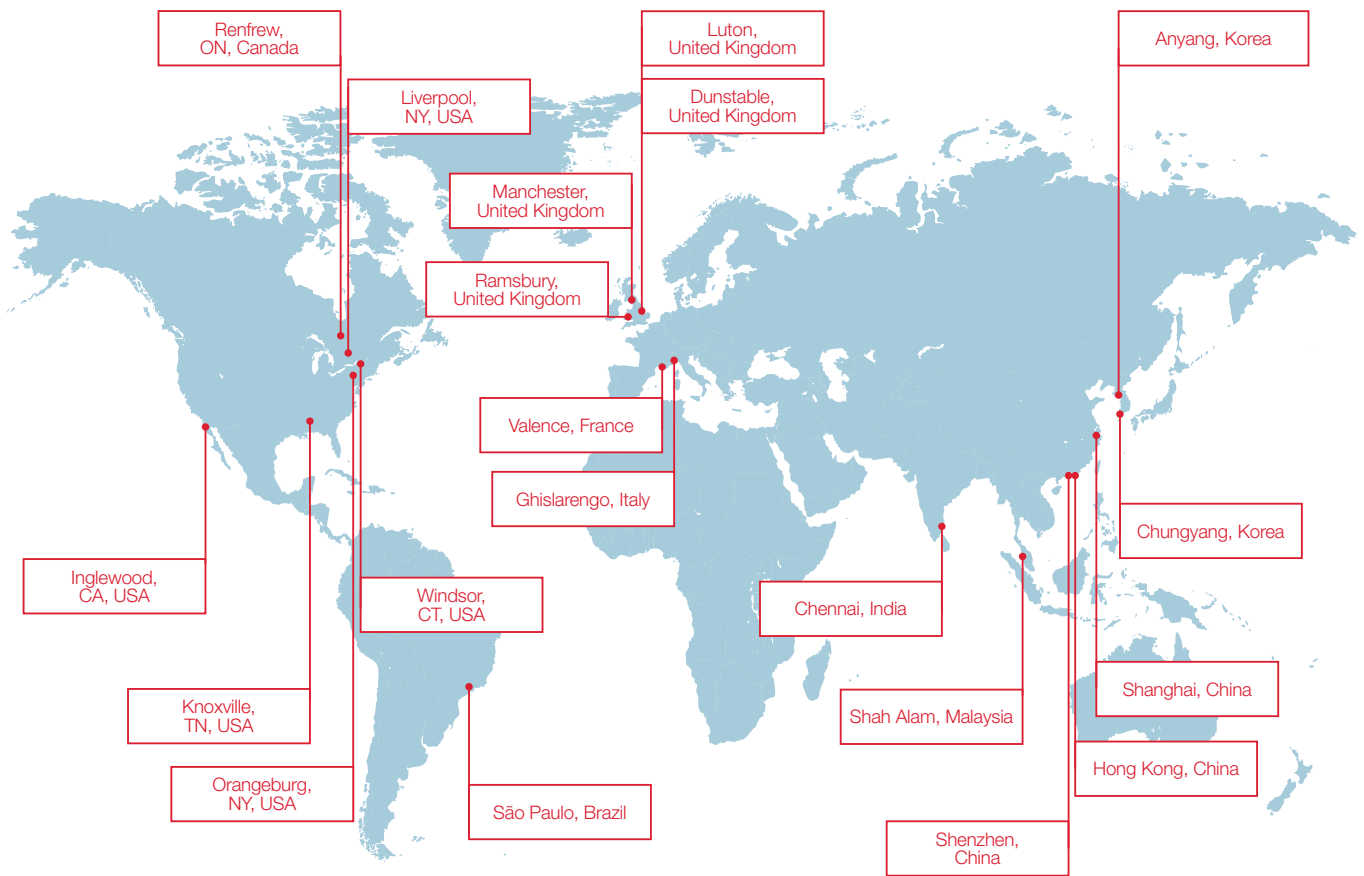 Renfrew,
ON, Canada
Luton,
United Kingdom
Anyang, Korea
Liverpool,
NY, USA
Dunstable,
United Kingdom
Manchester,
United Kingdom
Ramsbury,
United Kingdom
Valence, France
Ghislarengo, Italy
Chungyang, Korea
Inglewood,
CA, USA
Windsor,
CT, USA
Chennai, India
Knoxville,
TN, USA
Shah Alam, Malaysia
Shanghai, China
Orangeburg,
NY, USA
São Paulo, Brazil
Hong Kong, China
Shenzhen,
China